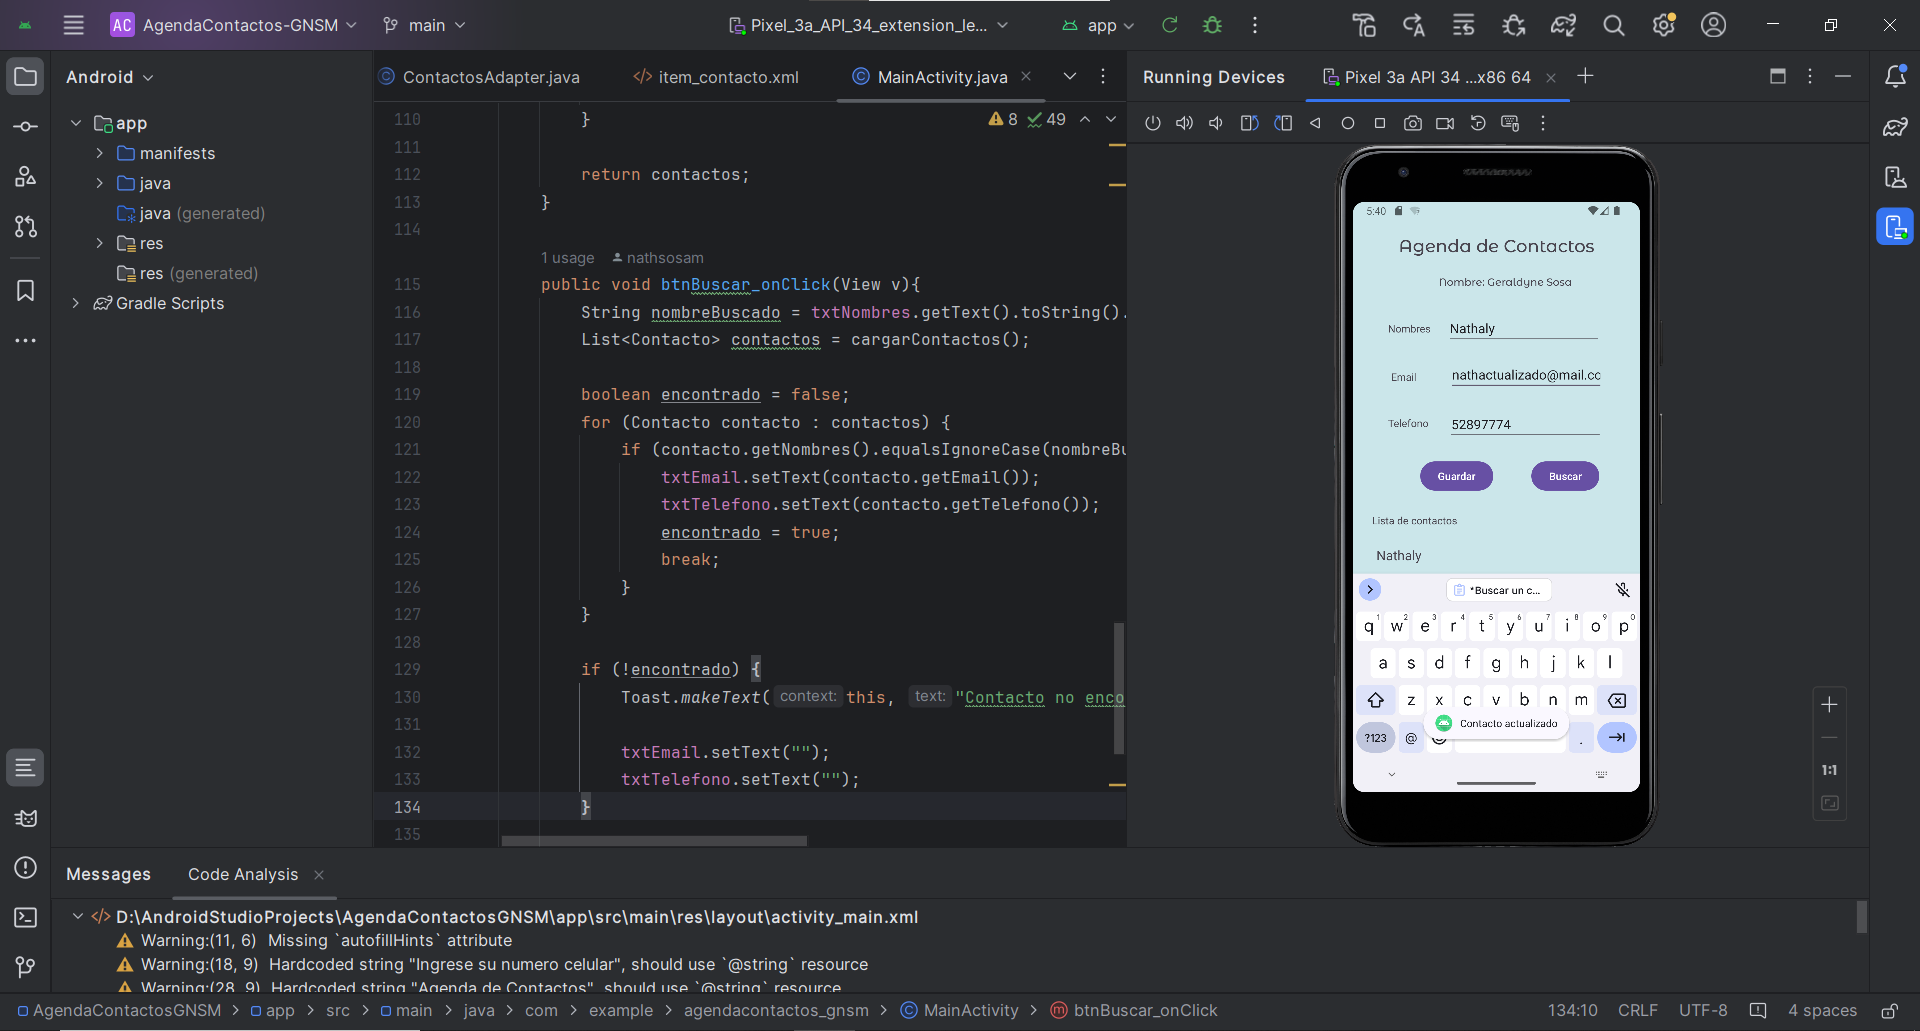 AC AgendaContactos-GNSM main Pixel_3a_API_34_extension_le... app
Android
app
manifests
java
java (generated)
res
res (generated)
Gradle Scripts
ContactosAdapter.java item_contacto.xml MainActivity.java
8 49
110 }
111
112 return contactos;
113 }
114
1 usage nathsosam
115 public void btnBuscar_onClick(View v){
116 String nombreBuscado = txtNombres.getText().toString().
117 List<Contacto> contactos = cargarContactos();
118
119 boolean encontrado = false;
120 for (Contacto contacto : contactos) {
121 if (contacto.getNombres().equalsIgnoreCase(nombreBu
122 txtEmail.setText(contacto.getEmail());
123 txtTelefono.setText(contacto.getTelefono());
124 encontrado = true;
125 break;
126 }
127 }
128
129 if (!encontrado) {
130 Toast.makeText( context: this, text: "Contacto no enco
131
132 txtEmail.setText("");
133 txtTelefono.setText("");
134 }
135
Running Devices Pixel 3a API 34 ...x86 64
5:40
Agenda de Contactos
Nombre: Geraldyne Sosa
Nombres Nathaly
Email nathactualizado@mail.cc
Telefono 52897774
Guardar Buscar
Lista de contactos
Nathaly
*Buscar un c...
q1 w2 e3 r4 t5 y6 u7 i8 o9 p0
a s d f g h j k l
z x c v b n m
Contacto actualizado
?123 @ .
1:1
Messages Code Analysis
D:\AndroidStudioProjects\AgendaContactosGNSM\app\src\main\res\layout\activity_main.xml
Warning:(11, 6) Missing `autofillHints` attribute
Warning:(18, 9) Hardcoded string "Ingrese su numero celular", should use `@string` resource
Warning:(28, 9) Hardcoded string "Agenda de Contactos", should use `@string` resource
AgendaContactosGNSM > app > src > main > java > com > example > agendacontactos_gnsm > MainActivity > btnBuscar_onClick
134:10 CRLF UTF-8 4 spaces